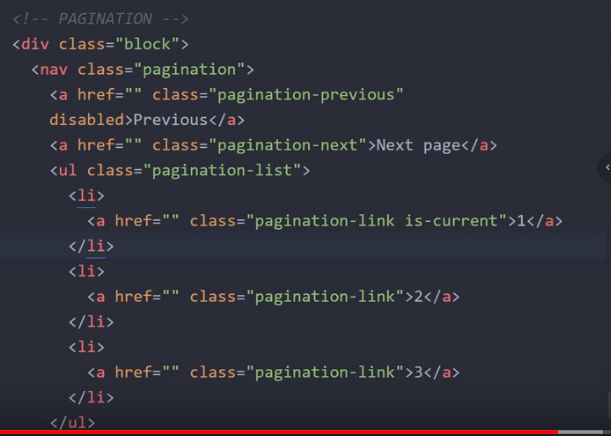 <!-- PAGINATION -->
<div class="block">
<nav class="pagination">
<a href="" class="pagination-previous"
disabled>Previous</a>
<a href="" class="pagination-next">Next page</a>
<ul class="pagination-list">
<li>
<a href="" class="pagination-link is-current">1</a>
</li>
<li>
<a href="" class="pagination-link">2</a>
</li>
<li>
<a href="" class="pagination-link">3</a>
</li>
</ul>